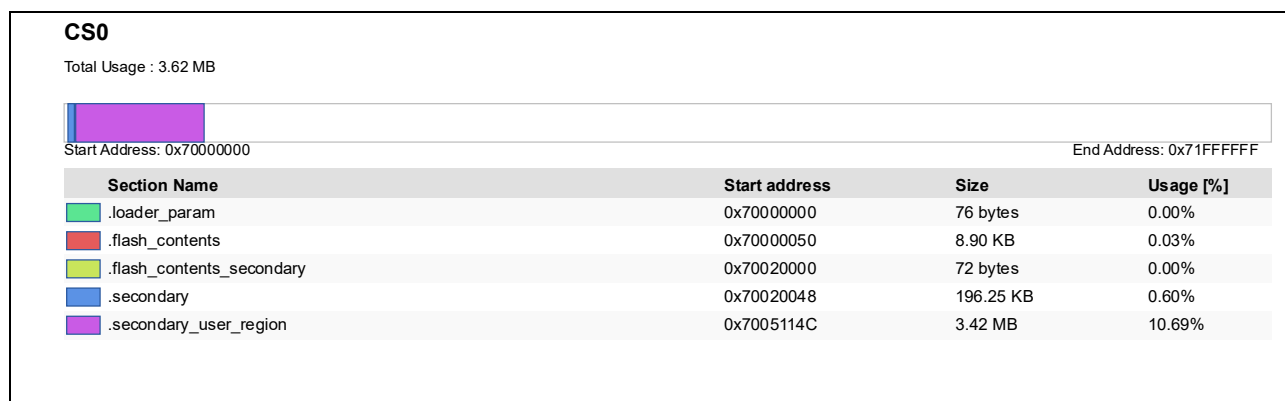 CS0
Total Usage : 3.62 MB
Start Address: 0x70000000 End Address: 0x71FFFFFF
Section Name Start address Size Usage [%]
.loader_param 0x70000000 76 bytes 0.00%
.flash_contents 0x70000050 8.90 KB 0.03%
.flash_contents_secondary 0x70020000 72 bytes 0.00%
.secondary 0x70020048 196.25 KB 0.60%
.secondary_user_region 0x7005114C 3.42 MB 10.69%